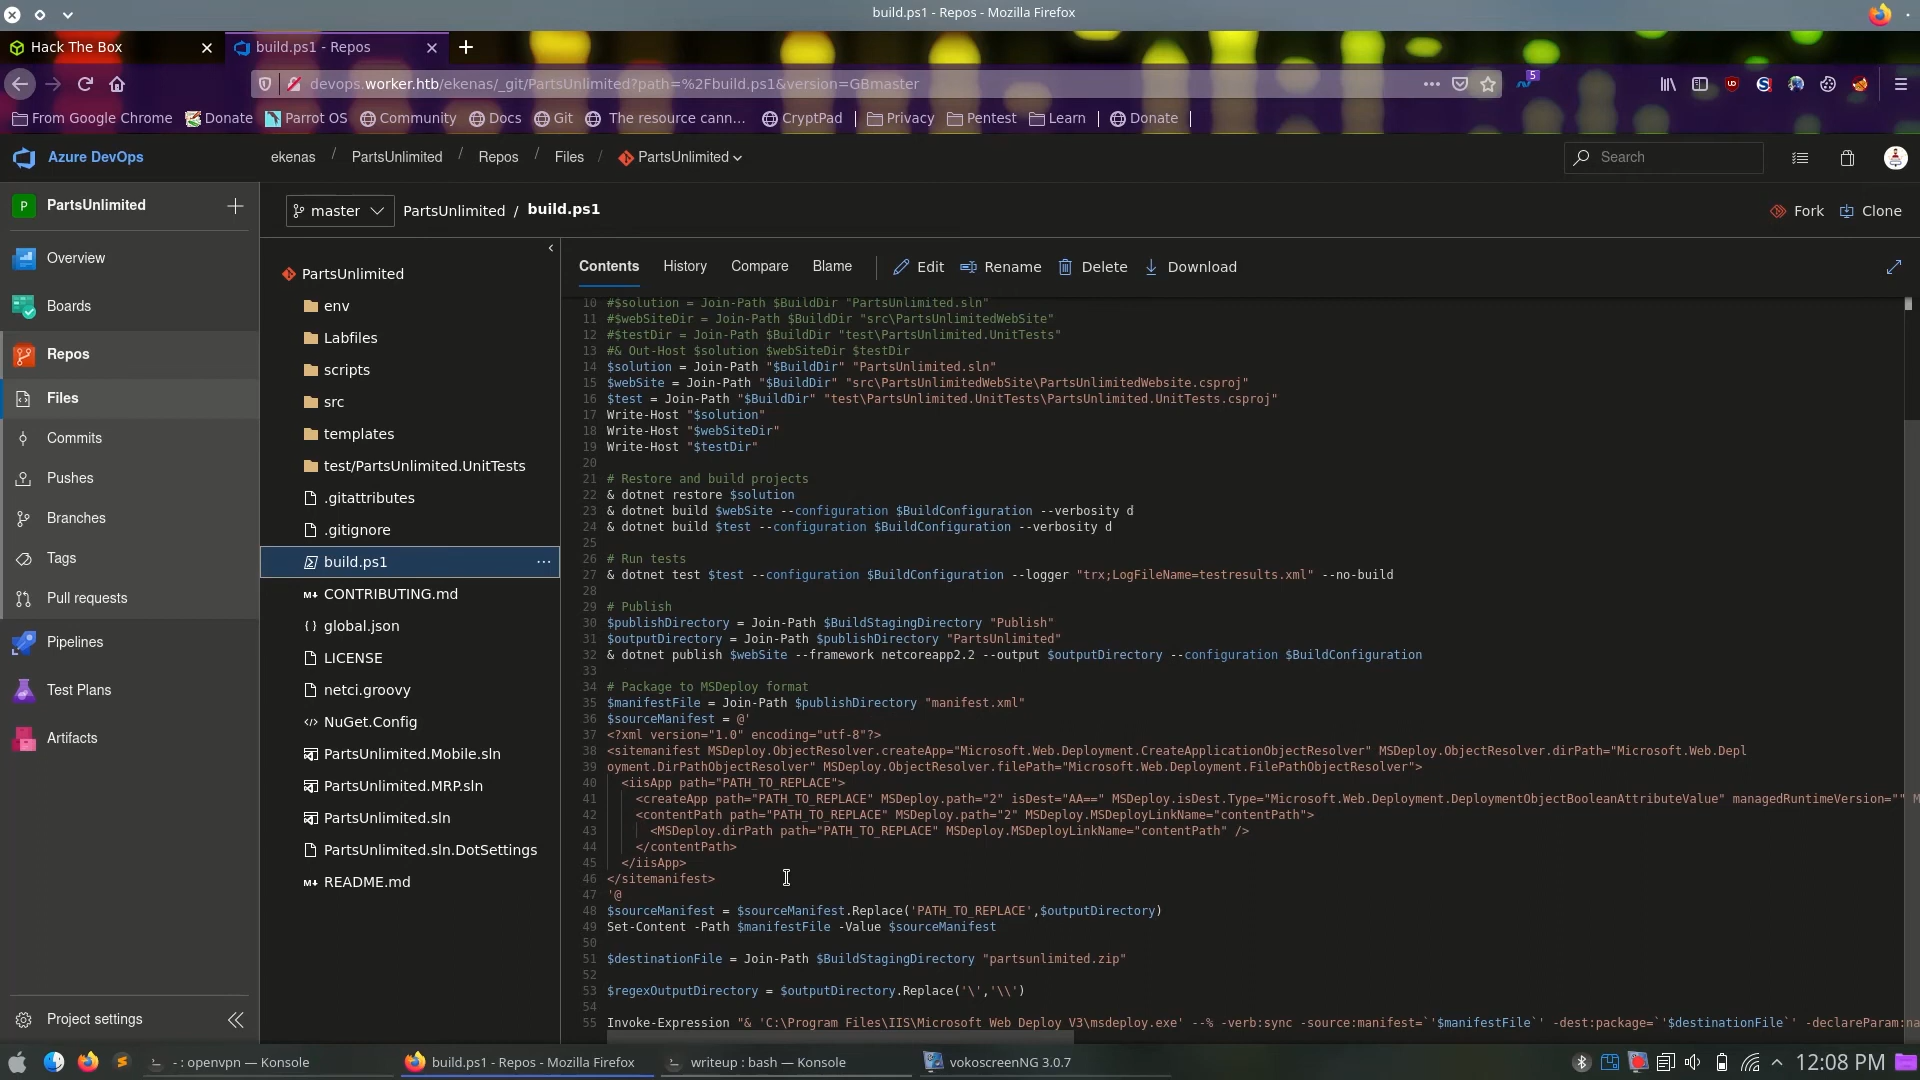 build.ps1 - Repos - Mozilla Firefox
Hack The Box
build.ps1 - Repos
devops.worker.htb/ekenas/_git/PartsUnlimited?path=%2Fbuild.ps1&version=GBmaster
5
From Google Chrome Donate Parrot OS Community Docs Git The resource cann... CryptPad Privacy Pentest Learn Donate
Azure DevOps
ekenas / PartsUnlimited / Repos / Files / PartsUnlimited
Search
P PartsUnlimited
Overview
Boards
Repos
Files
Commits
Pushes
Branches
Tags
Pull requests
Pipelines
Test Plans
Artifacts
Project settings
master PartsUnlimited / build.ps1
Fork Clone
PartsUnlimited
env
Labfiles
scripts
src
templates
test/PartsUnlimited.UnitTests
.gitattributes
.gitignore
build.ps1
CONTRIBUTING.md
global.json
LICENSE
netci.groovy
NuGet.Config
PartsUnlimited.Mobile.sln
PartsUnlimited.MRP.sln
PartsUnlimited.sln
PartsUnlimited.sln.DotSettings
README.md
Contents History Compare Blame Edit Rename Delete Download
10 #$solution = Join-Path $BuildDir "PartsUnlimited.sln"
11 #$webSiteDir = Join-Path $BuildDir "src\PartsUnlimitedWebSite"
12 #$testDir = Join-Path $BuildDir "test\PartsUnlimited.UnitTests"
13 #& Out-Host $solution $webSiteDir $testDir
14 $solution = Join-Path "$BuildDir" "PartsUnlimited.sln"
15 $webSite = Join-Path "$BuildDir" "src\PartsUnlimitedWebSite\PartsUnlimitedWebsite.csproj"
16 $test = Join-Path "$BuildDir" "test\PartsUnlimited.UnitTests\PartsUnlimited.UnitTests.csproj"
17 Write-Host "$solution"
18 Write-Host "$webSiteDir"
19 Write-Host "$testDir"
20
21 # Restore and build projects
22 & dotnet restore $solution
23 & dotnet build $webSite --configuration $BuildConfiguration --verbosity d
24 & dotnet build $test --configuration $BuildConfiguration --verbosity d
25
26 # Run tests
27 & dotnet test $test --configuration $BuildConfiguration --logger "trx;LogFileName=testresults.xml" --no-build
28
29 # Publish
30 $publishDirectory = Join-Path $BuildStagingDirectory "Publish"
31 $outputDirectory = Join-Path $publishDirectory "PartsUnlimited"
32 & dotnet publish $webSite --framework netcoreapp2.2 --output $outputDirectory --configuration $BuildConfiguration
33
34 # Package to MSDeploy format
35 $manifestFile = Join-Path $publishDirectory "manifest.xml"
36 $sourceManifest = @'
37 <?xml version="1.0" encoding="utf-8"?>
38 <sitemanifest MSDeploy.ObjectResolver.createApp="Microsoft.Web.Deployment.CreateApplicationObjectResolver" MSDeploy.ObjectResolver.dirPath="Microsoft.Web.Depl
39 oyment.DirPathObjectResolver" MSDeploy.ObjectResolver.filePath="Microsoft.Web.Deployment.FilePathObjectResolver">
40 <iisApp path="PATH_TO_REPLACE">
41 <createApp path="PATH_TO_REPLACE" MSDeploy.path="2" isDest="AA==" MSDeploy.isDest.Type="Microsoft.Web.Deployment.DeploymentObjectBooleanAttributeValue" managedRuntimeVersion="" M
42 <contentPath path="PATH_TO_REPLACE" MSDeploy.path="2" MSDeploy.MSDeployLinkName="contentPath">
43 <MSDeploy.dirPath path="PATH_TO_REPLACE" MSDeploy.MSDeployLinkName="contentPath" />
44 </contentPath>
45 </iisApp>
46 </sitemanifest>
47 '@
48 $sourceManifest = $sourceManifest.Replace('PATH_TO_REPLACE',$outputDirectory)
49 Set-Content -Path $manifestFile -Value $sourceManifest
50
51 $destinationFile = Join-Path $BuildStagingDirectory "partsunlimited.zip"
52
53 $regexOutputDirectory = $outputDirectory.Replace('\','\\')
54
55 Invoke-Expression "& 'C:\Program Files\IIS\Microsoft Web Deploy V3\msdeploy.exe' --% -verb:sync -source:manifest=`'$manifestFile`' -dest:package=`'$destinationFile`' -declareParam:na
- : openvpn — Konsole
build.ps1 - Repos - Mozilla Firefox
writeup : bash — Konsole
vokoscreenNG 3.0.7
12:08 PM